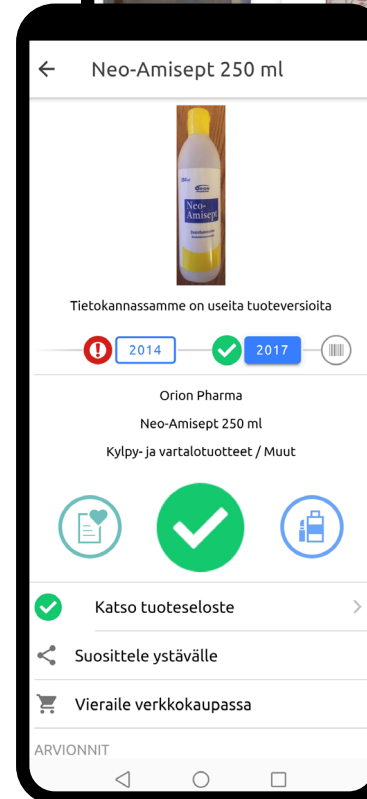 Neo-Amisept 250 ml
Orion
Neo-
Amisept
Tietokannassamme on useita tuoteversioita
2014
2017
Orion Pharma
Neo-Amisept 250 ml
Kylpy- ja vartalotuotteet / Muut
Katso tuoteseloste
Suosittele ystävälle
Vieraile verkkokaupassa
ARVIONNIT